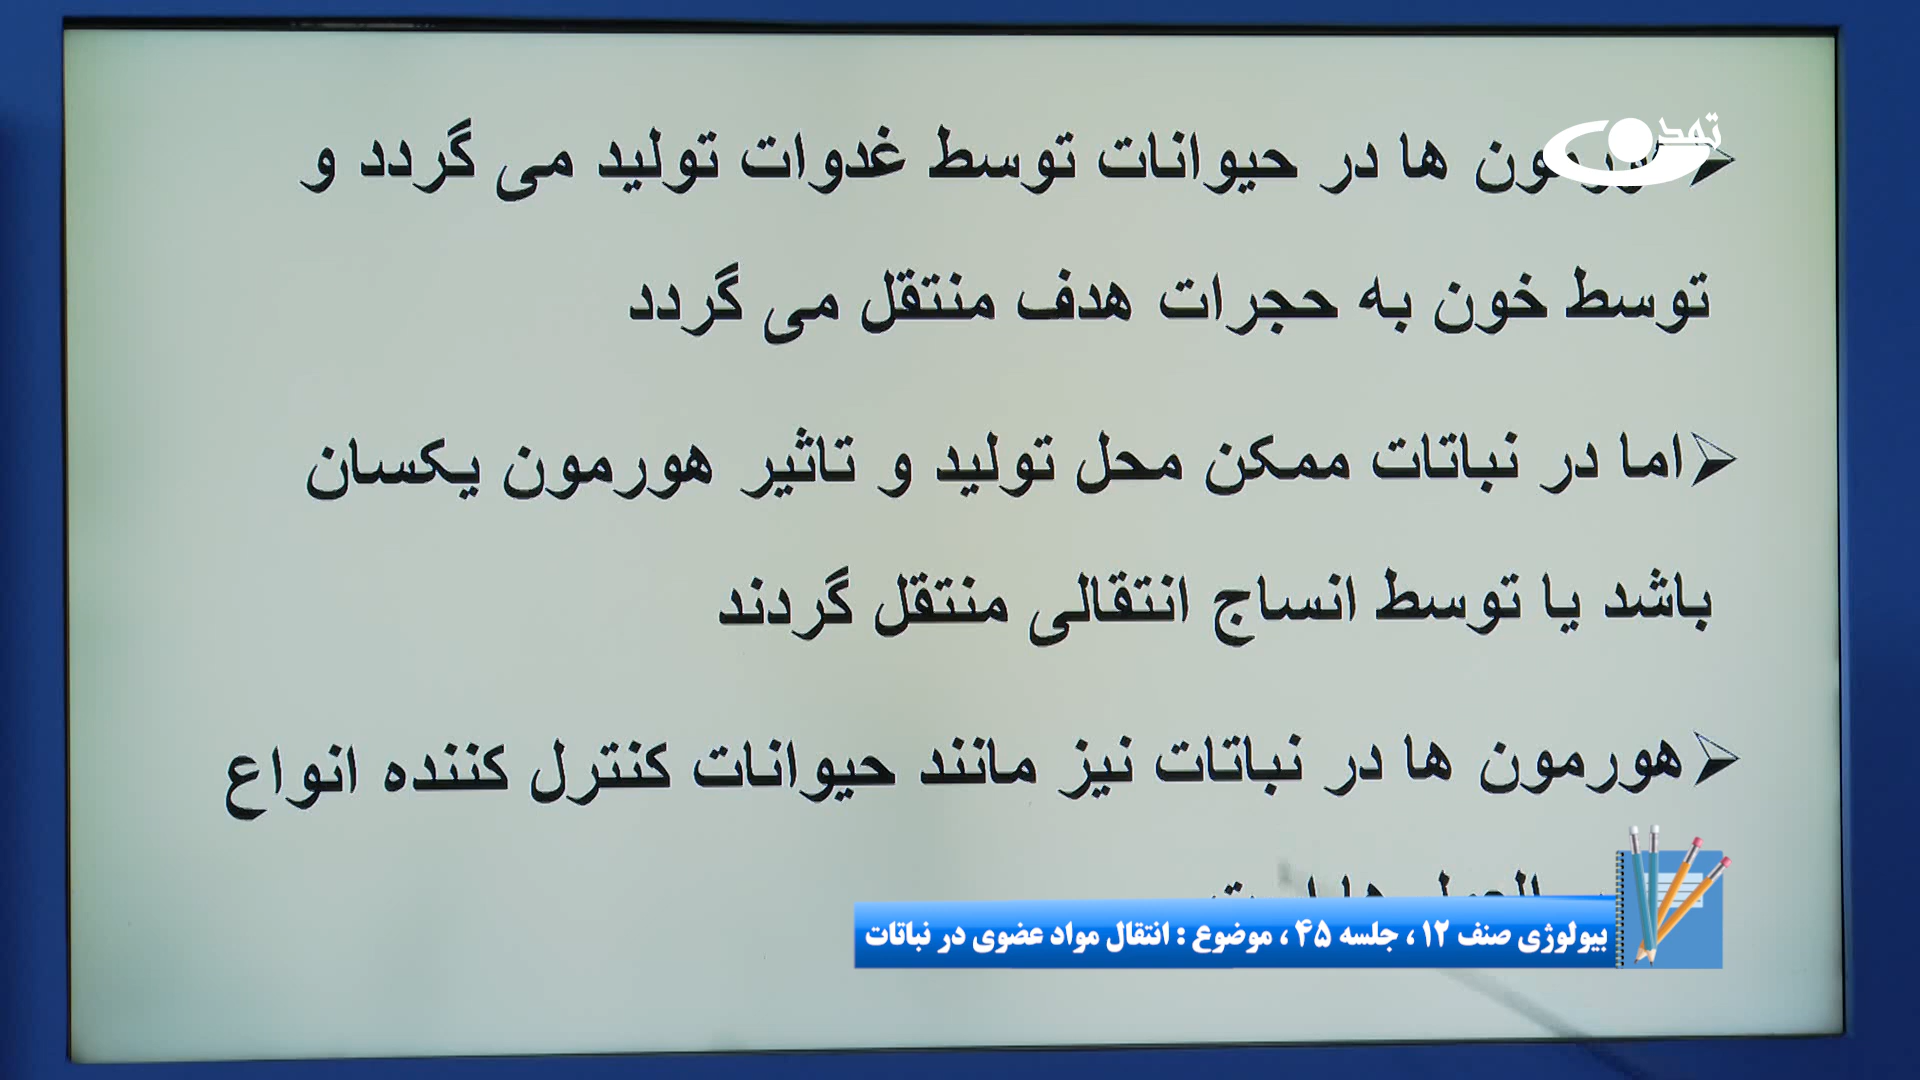 تمدن
هورمون ها در حیوانات توسط غدوات تولید می گردد و
توسط خون به حجرات هدف منتقل می گردد
اما در نباتات ممکن محل تولید و تاثیر هورمون یکسان
باشد یا توسط انساج انتقالی منتقل گردند
هورمون ها در نباتات نیز مانند حیوانات کنترل کننده انواع
بیولوژی صنف ۱۲ ، جلسه ۴۵ ، موضوع : انتقال مواد عضوی در نباتات